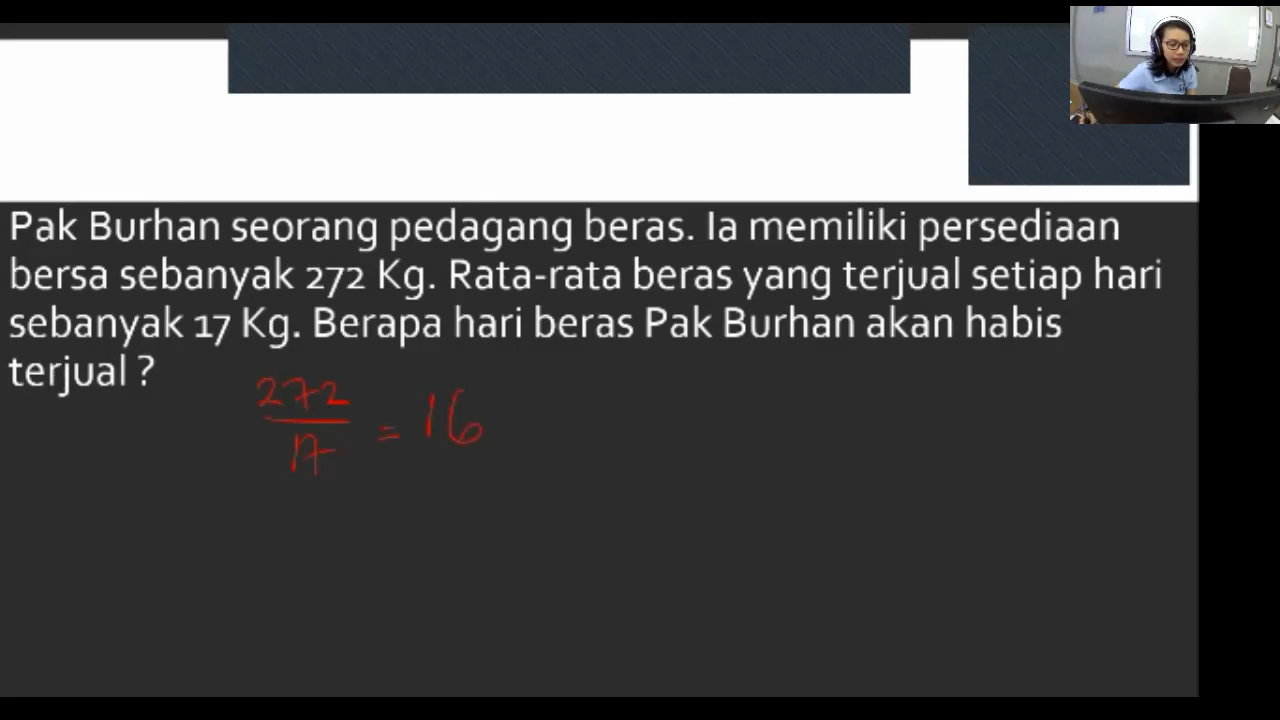 Pak Burhan seorang pedagang beras. Ia memiliki persediaan
bersa sebanyak 272 Kg. Rata-rata beras yang terjual setiap hari
sebanyak 17 Kg. Berapa hari beras Pak Burhan akan habis
terjual ?
272
17 = 16